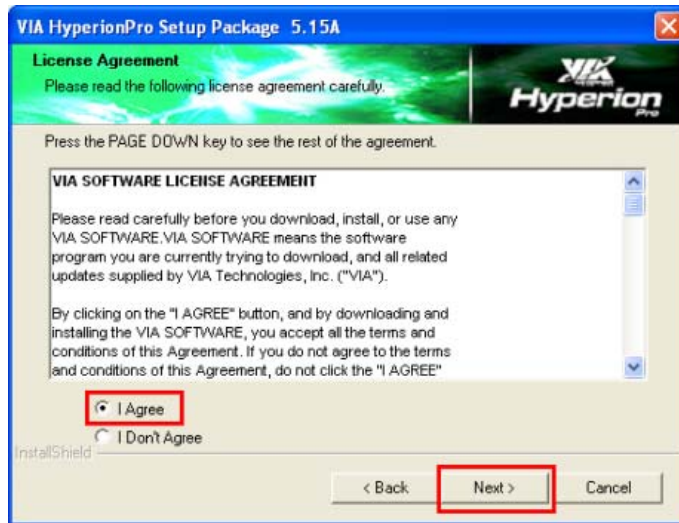 VIA HyperionPro Setup Package 5.15A
License Agreement
Please read the following license agreement carefully.
VIA
Hyperion
Pro
Press the PAGE DOWN key to see the rest of the agreement.
VIA SOFTWARE LICENSE AGREEMENT
Please read carefully before you download, install, or use any
VIA SOFTWARE.VIA SOFTWARE means the software
program you are currently trying to download, and all related
updates supplied by VIA Technologies, Inc. ("VIA").
By clicking on the "I AGREE" button, and by downloading and
installing the VIA SOFTWARE, you accept all the terms and
conditions of this Agreement. If you do not agree to the terms
and conditions of this Agreement, do not click the "I AGREE"
I Agree
I Don't Agree
InstallShield
< Back
Next >
Cancel